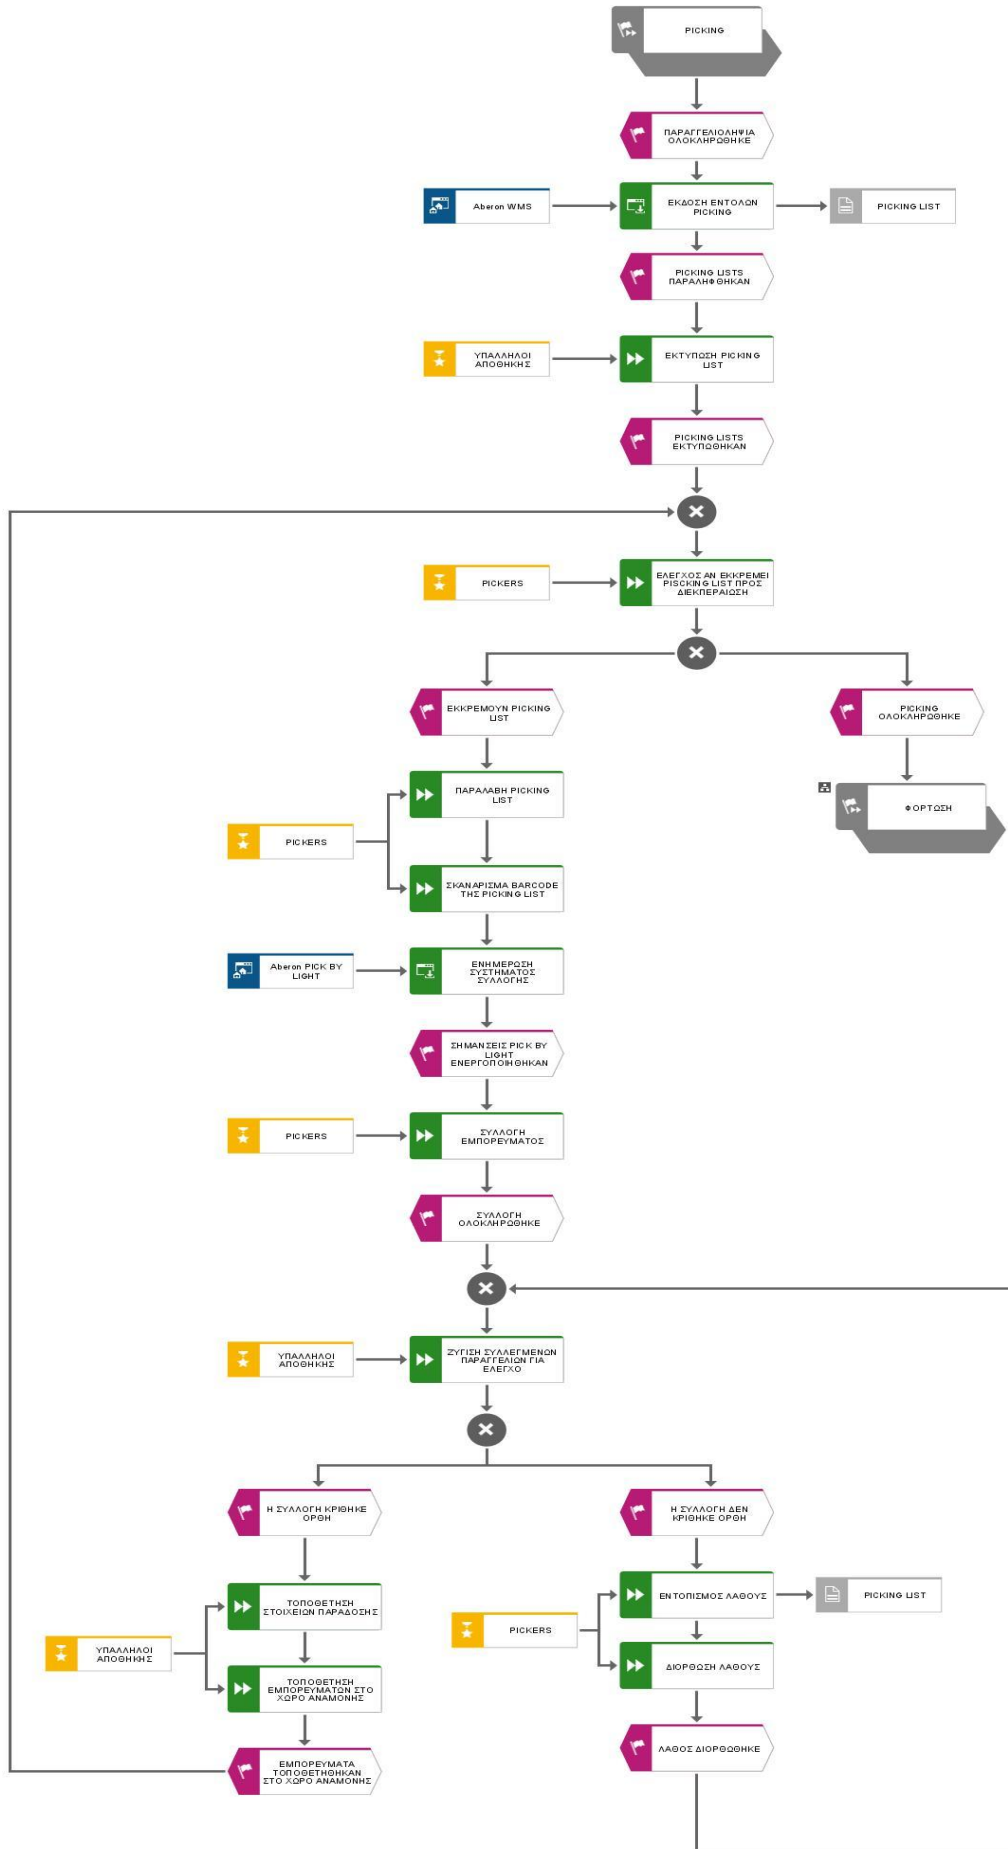 PICKING
ΠΑΡΑΓΓΕΛΙΟΛΗΨΙΑ
ΟΛΟΚΛΗΡΩΘΗΚΕ
Aberon WMS
ΕΚΔΟΣΗ ΕΝΤΟΛΩΝ
PICKING
PICKING LIST
PICKING LISTS
ΠΑΡΑΛΗΦΘΗΚΑΝ
ΥΠΑΛΛΗΛΟΙ
ΑΠΟΘΗΚΗΣ
ΕΚΤΥΠΩΣΗ PICKING
LIST
PICKING LISTS
ΕΚΤΥΠΩΘΗΚΑΝ
PICKERS
ΕΛΕΓΧΟΣ ΑΝ ΕΚΚΡΕΜΕΙ
PISCKING LIST ΠΡΟΣ
ΔΙΕΚΠΕΡΑΙΩΣΗ
ΕΚΚΡΕΜΟΥΝ PICKING
LIST
PICKING
ΟΛΟΚΛΗΡΩΘΗΚΕ
ΠΑΡΑΛΑΒΗ PICKING
LIST
ΦΟΡΤΩΣΗ
PICKERS
ΣΚΑΝΑΡΙΣΜΑ BARCODE
ΤΗΣ PICKING LIST
Aberon PICK BY
LIGHT
ΕΝΗΜΕΡΩΣΗ
ΣΥΣΤΗΜΑΤΟΣ
ΣΥΛΛΟΓΗΣ
ΣΗΜΑΝΣΕΙΣ PICK BY
LIGHT
ΕΝΕΡΓΟΠΟΙΗΘΗΚΑΝ
PICKERS
ΣΥΛΛΟΓΗ
ΕΜΠΟΡΕΥΜΑΤΟΣ
ΣΥΛΛΟΓΗ
ΟΛΟΚΛΗΡΩΘΗΚΕ
ΥΠΑΛΛΗΛΟΙ
ΑΠΟΘΗΚΗΣ
ΖΥΓΙΣΗ ΣΥΛΛΕΓΜΕΝΩΝ
ΠΑΡΑΓΓΕΛΙΩΝ ΓΙΑ
ΕΛΕΓΧΟ
Η ΣΥΛΛΟΓΗ ΚΡΙΘΗΚΕ
ΟΡΘΗ
Η ΣΥΛΛΟΓΗ ΔΕΝ
ΚΡΙΘΗΚΕ ΟΡΘΗ
ΤΟΠΟΘΕΤΗΣΗ
ΣΤΟΙΧΕΙΩΝ ΠΑΡΑΔΟΣΗΣ
ΕΝΤΟΠΙΣΜΟΣ ΛΑΘΟΥΣ
PICKING LIST
PICKERS
ΥΠΑΛΛΗΛΟΙ
ΑΠΟΘΗΚΗΣ
ΔΙΟΡΘΩΣΗ ΛΑΘΟΥΣ
ΤΟΠΟΘΕΤΗΣΗ
ΕΜΠΟΡΕΥΜΑΤΩΝ ΣΤΟ
ΧΩΡΟ ΑΝΑΜΟΝΗΣ
ΛΑΘΟΣ ΔΙΟΡΘΩΘΗΚΕ
ΕΜΠΟΡΕΥΜΑΤΑ
ΤΟΠΟΘΕΤΗΘΗΚΑΝ
ΣΤΟ ΧΩΡΟ ΑΝΑΜΟΝΗΣ